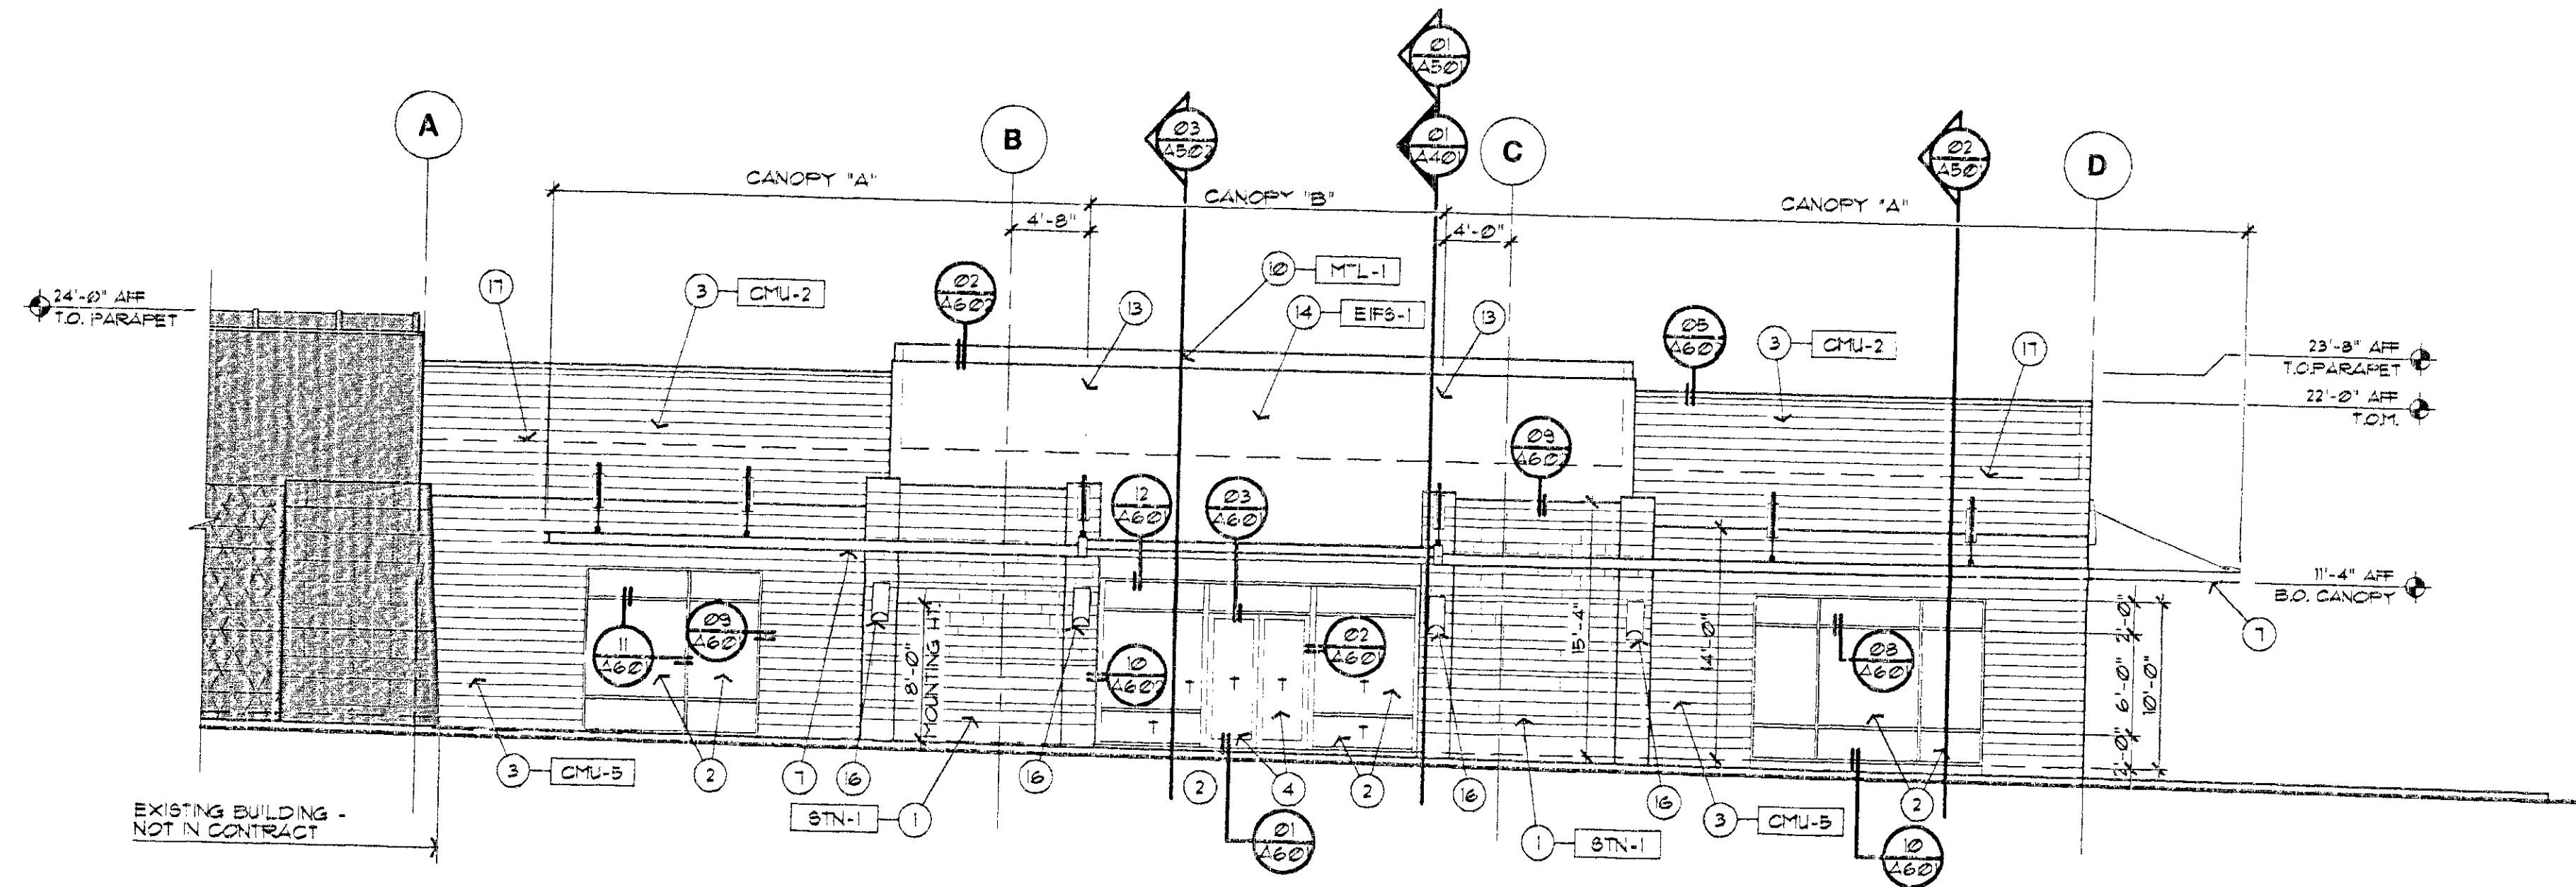 01
A501
A
03
A502
01
A401
B
C
02
A501
D
CANOPY "A"
CANOPY "B"
CANOPY "A"
4'-8"
4'-0"
24'-0" AFF
T.O. PARAPET
17
3
CMU-2
02
A602
10
MTL-1
13
14
EIFS-1
13
05
3
CMU-2
17
23'-8" AFF
T.O.PARAPET
22'-0" AFF
T.O.M.
09
A602
12
A601
03
A601
11'-4" AFF
B.O. CANOPY
7
11
A601
09
8'-0"
MOUNTING HT.
10
02
A601
15'-4"
14'-0"
08
A601
2'-0"
6'-0"
2'-0"
10'-0"
T
T
T
T
T
T
3
CMU-5
2
7
16
STN-1
1
16
2
4
2
16
1
STN-1
16
3
CMU-5
2
01
A601
10
A601
EXISTING BUILDING -
NOT IN CONTRACT